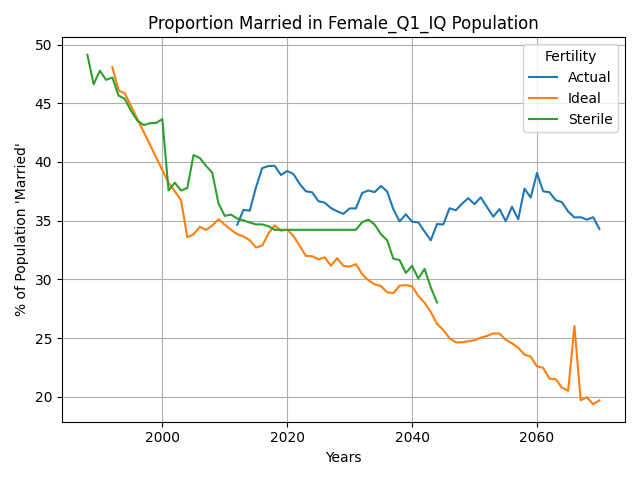 Proportion Married in Female_Q1_IQ Population
% of Population 'Married'
50
45
40
35
30
25
20
Fertility
Actual
Ideal
Sterile
2000
2020
2040
2060
Years